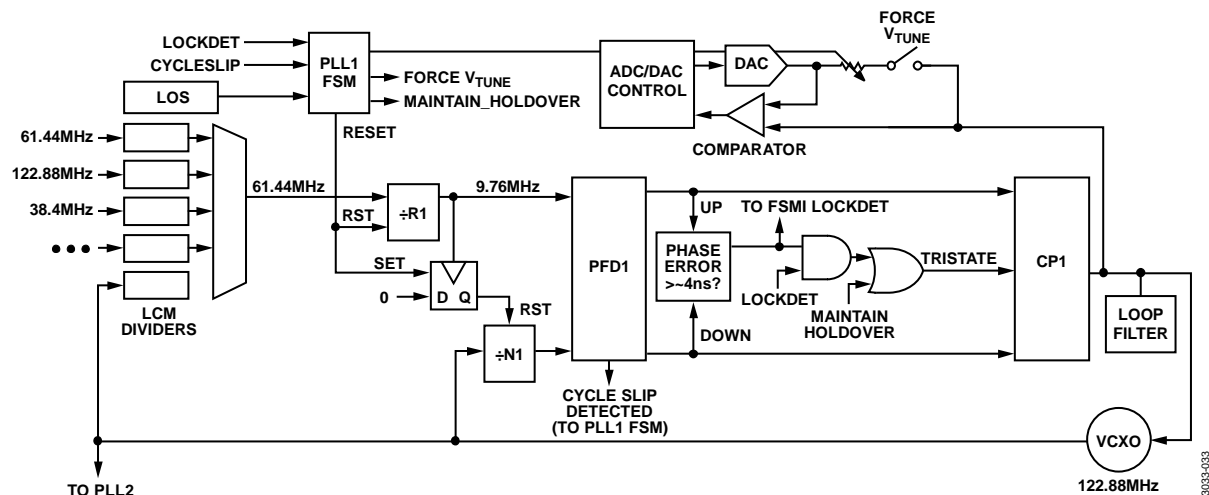 LOCKDET
CYCLESLIP
LOS
PLL1
FSM
FORCE VTUNE
MAINTAIN_HOLDOVER
RESET
ADC/DAC
CONTROL
DAC
COMPARATOR
FORCE
VTUNE
61.44MHz
122.88MHz
38.4MHz
•••
LCM
DIVIDERS
61.44MHz
RST
÷R1
9.76MHz
SET
0
D Q
RST
÷N1
PFD1
CYCLE SLIP
DETECTED
(TO PLL1 FSM)
UP
PHASE
ERROR
>~4ns?
DOWN
TO FSMI LOCKDET
LOCKDET
MAINTAIN
HOLDOVER
TRISTATE
CP1
LOOP
FILTER
VCXO
122.88MHz
TO PLL2
3033-033